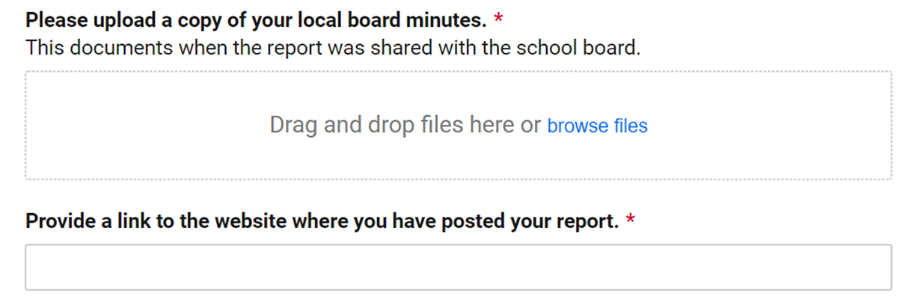 Please upload a copy of your local board minutes. *
This documents when the report was shared with the school board.
Drag and drop files here or browse files
Provide a link to the website where you have posted your report. *